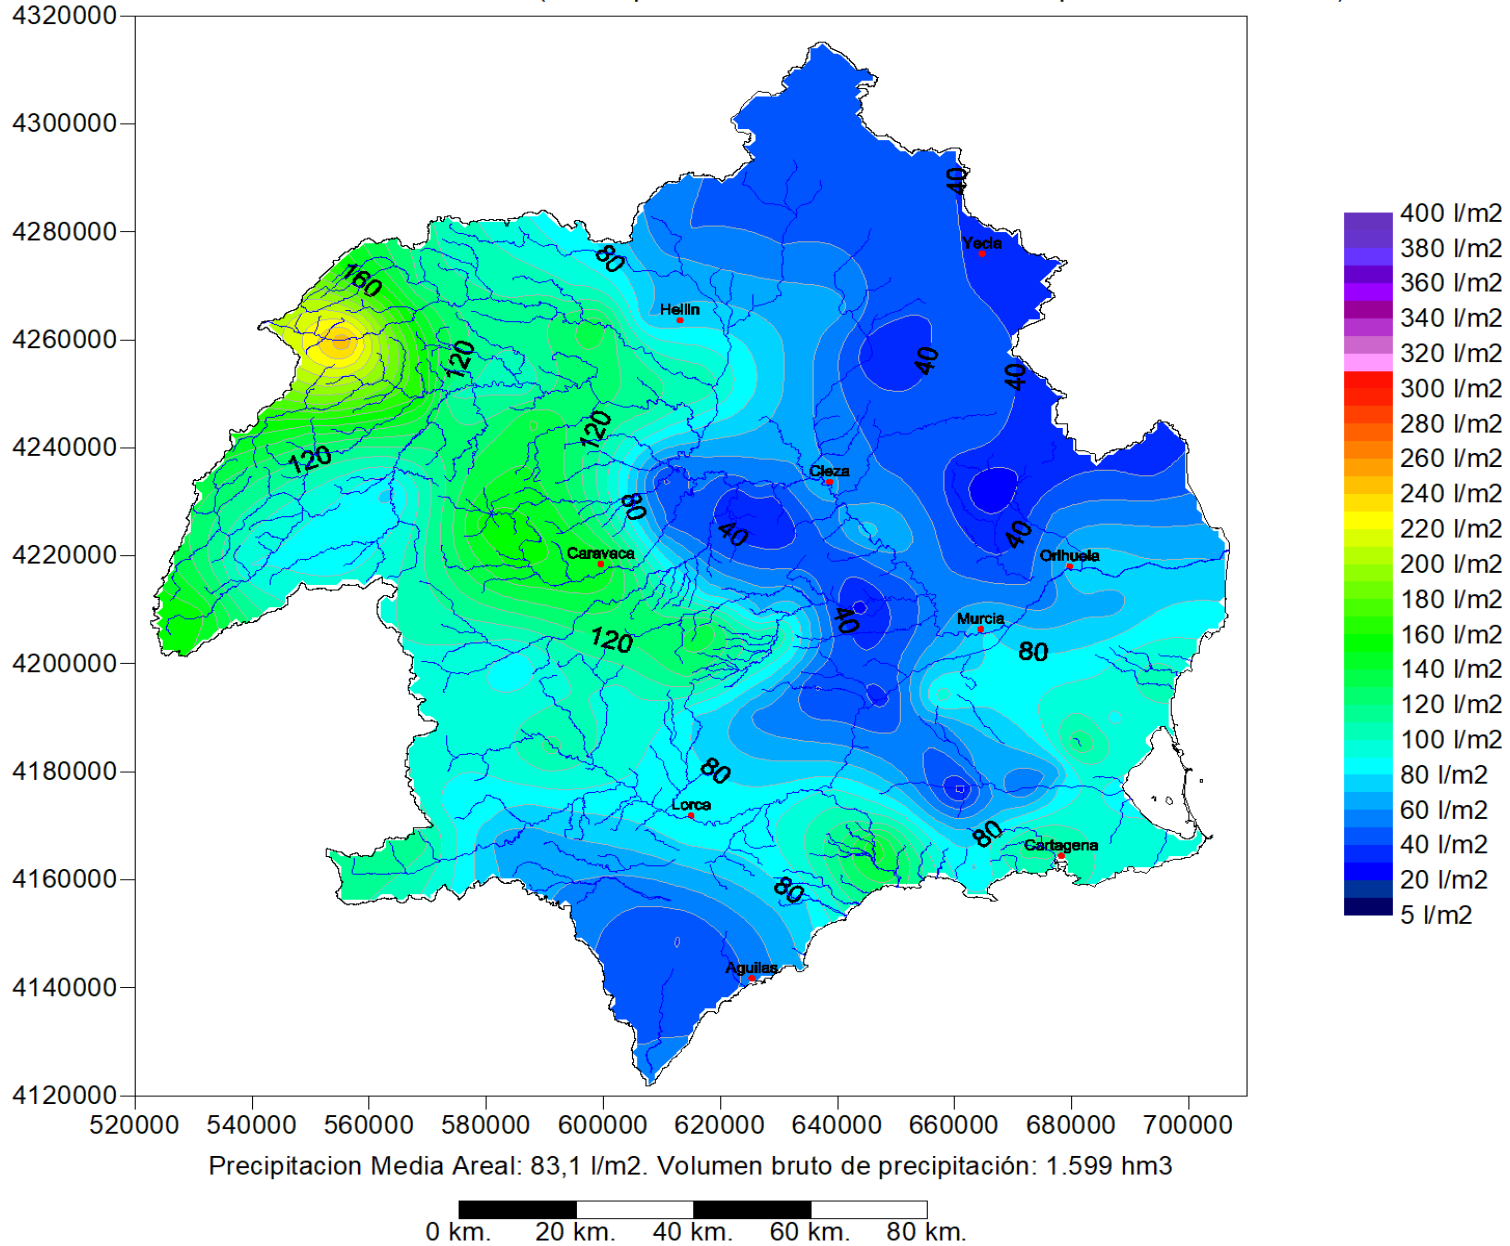 4320000
4300000
40
4280000
Yecla
80
160
Hellin
400 l/m2
380 l/m2
360 l/m2
340 l/m2
320 l/m2
300 l/m2
280 l/m2
260 l/m2
240 l/m2
220 l/m2
200 l/m2
180 l/m2
160 l/m2
140 l/m2
120 l/m2
100 l/m2
80 l/m2
60 l/m2
40 l/m2
20 l/m2
5 l/m2
4260000
120
40
40
120
4240000
120
Cieza
80
40
40
4220000
Caravaca
Orihuela
40
Murcia
120
80
4200000
4180000
80
Lorca
80
Cartagena
4160000
80
Aguilas
4140000
4120000
520000 540000 560000 580000 600000 620000 640000 660000 680000 700000
Precipitacion Media Areal: 83,1 l/m2. Volumen bruto de precipitación: 1.599 hm3
0 km. 20 km. 40 km. 60 km. 80 km.